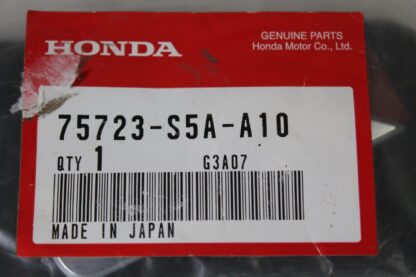 HONDA
GENUINE PARTS
Honda Motor Co., Ltd.
75723-S5A-A10
QTY 1 G3A07
MADE IN JAPAN